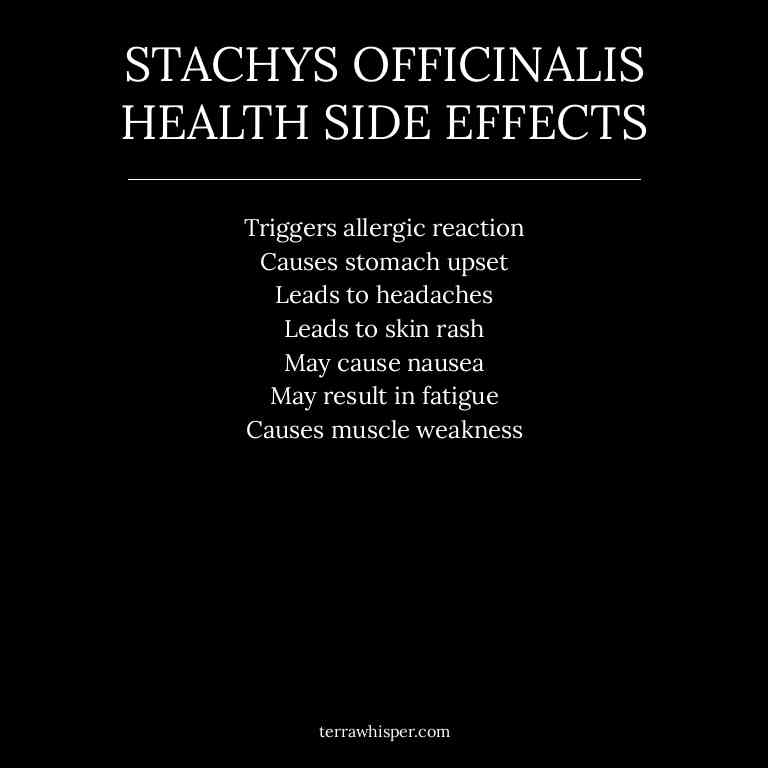 STACHYS OFFICINALIS
HEALTH SIDE EFFECTS
Triggers allergic reaction
Causes stomach upset
Leads to headaches
Leads to skin rash
May cause nausea
May result in fatigue
Causes muscle weakness
terrawhisper.com